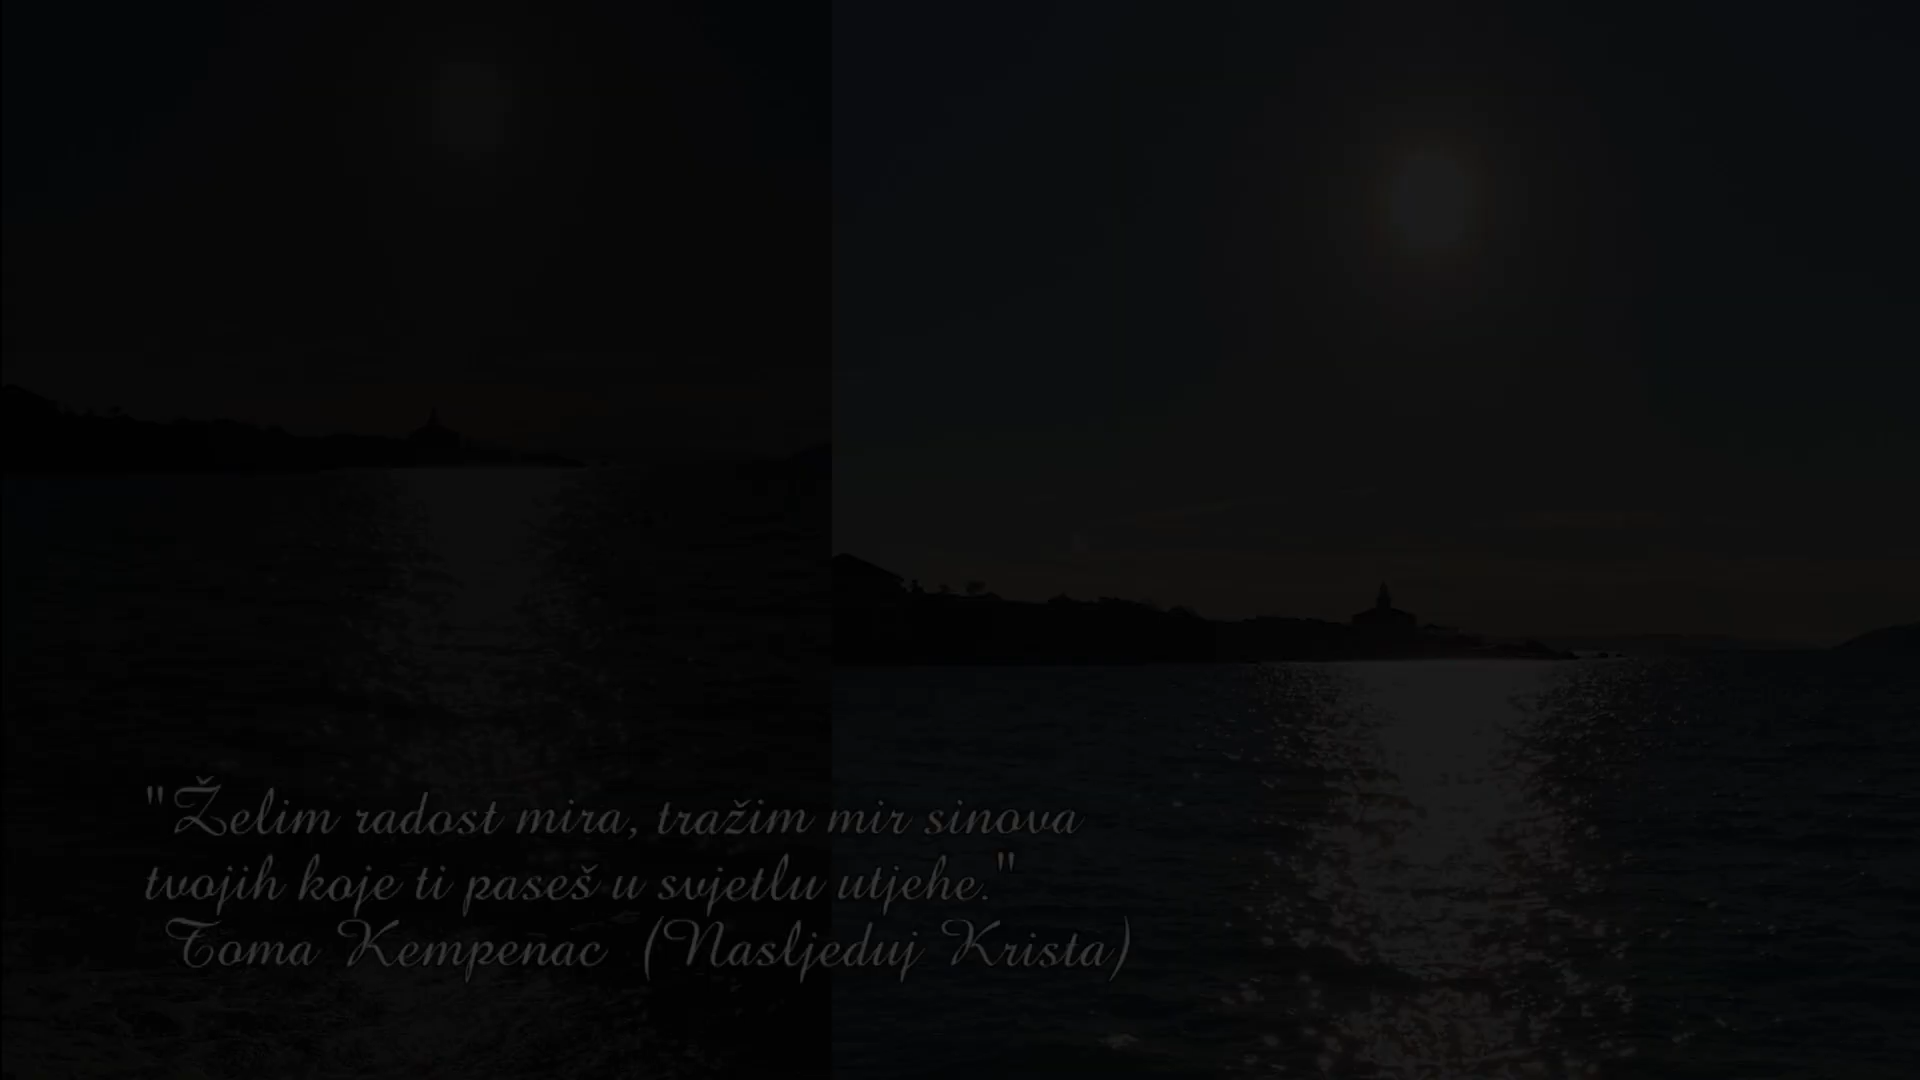 "Želim radost mira, tražim mir sinova
tvojih koje ti paseš u svjetlu utjehe."
Toma Kempenac (Nasljeduj Krista)